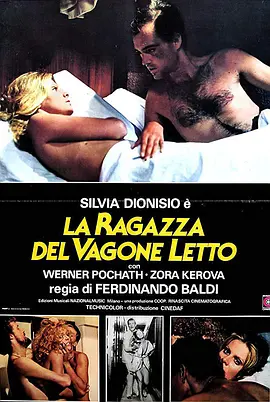 SILVIA DIONISIO è
LA RAGAZZA
DEL VAGONE LETTO
con
WERNER POCHATH · ZORA KEROVA
regia di FERDINANDO BALDI
Edizioni Musicali NATIONALMUSIC Milano - una produzione COOP. RINASCITA CINEMATOGRAFICA
TECHNICOLOR - distribuzione CINEDAF